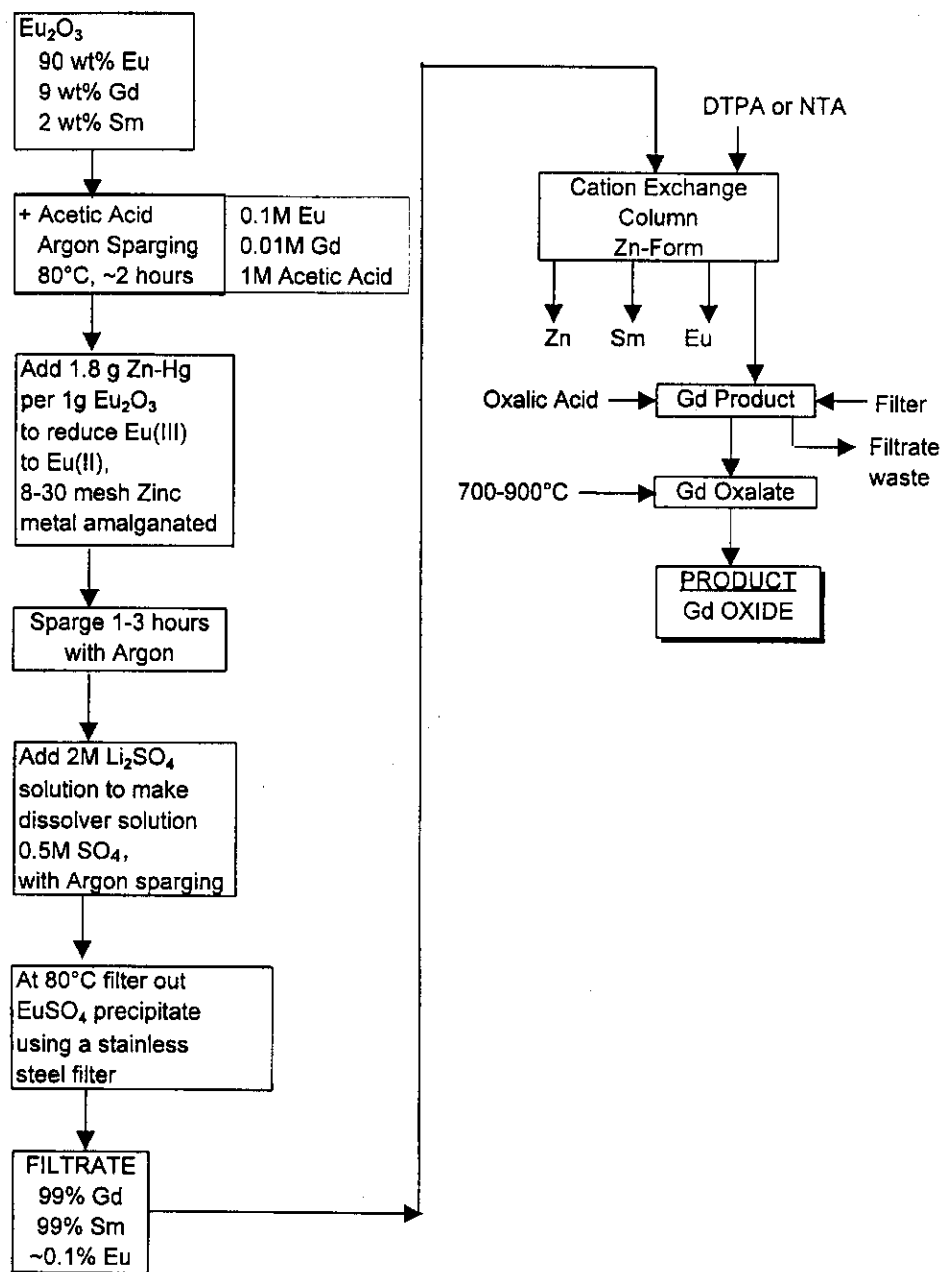 Eu₂O₃
90 wt% Eu
9 wt% Gd
2 wt% Sm
+ Acetic Acid
Argon Sparging
80°C, ~2 hours
0.1M Eu
0.01M Gd
1M Acetic Acid
Add 1.8 g Zn-Hg
per 1g Eu₂O₃
to reduce Eu(III)
to Eu(II),
8-30 mesh Zinc
metal amalganated
Sparge 1-3 hours
with Argon
Add 2M Li₂SO₄
solution to make
dissolver solution
0.5M SO₄,
with Argon sparging
At 80°C filter out
EuSO₄ precipitate
using a stainless
steel filter
FILTRATE
99% Gd
99% Sm
~0.1% Eu
DTPA or NTA
Cation Exchange
Column
Zn-Form
Zn
Sm
Eu
Oxalic Acid
Gd Product
Filter
Filtrate
waste
700-900°C
Gd Oxalate
PRODUCT
Gd OXIDE